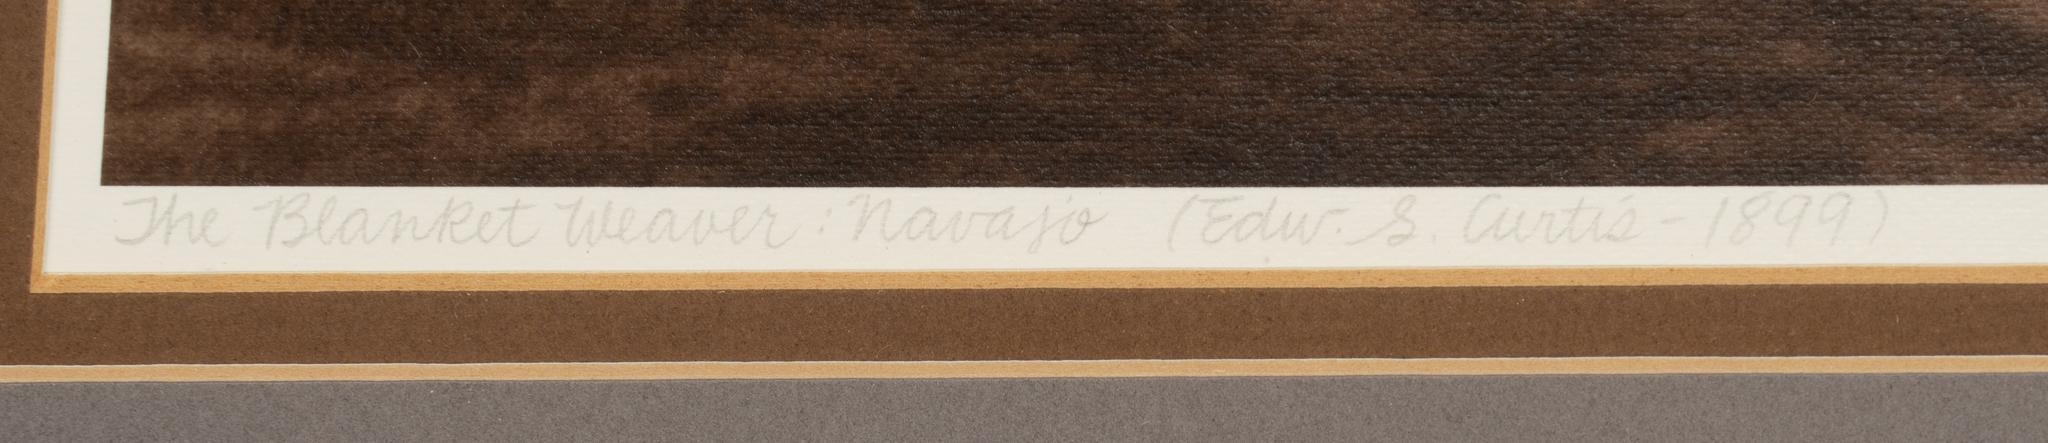 The Blanket Weaver : Navajo (Edw. S. Curtis - 1899)